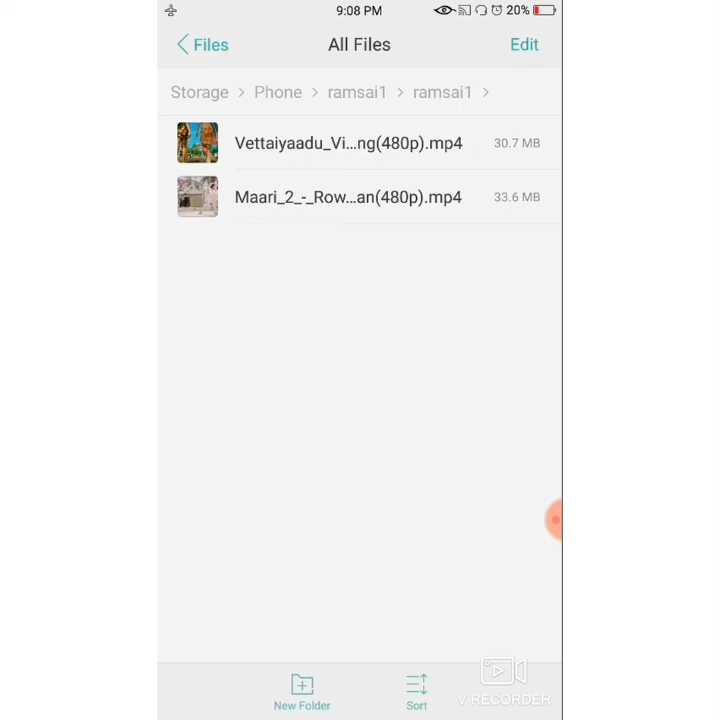 9:08 PM 20%
Files All Files Edit
Storage > Phone > ramsai1 > ramsai1 >
Vettaiyaadu_Vi...ng(480p).mp4 30.7 MB
Maari_2_-_Row...an(480p).mp4 33.6 MB
New Folder Sort
V RECORDER